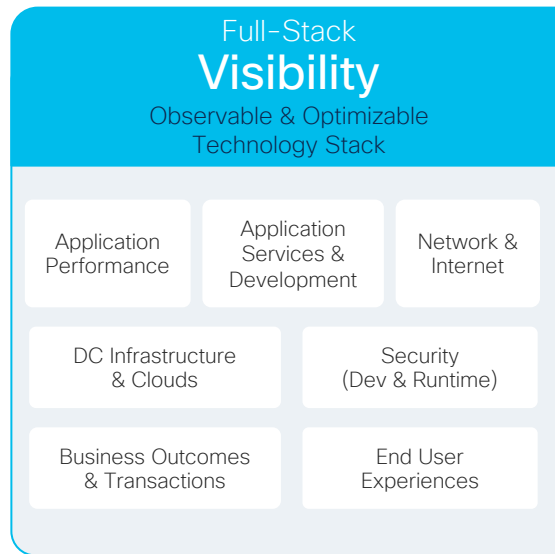 Full-Stack
Visibility
Observable & Optimizable
Technology Stack
Application
Performance
Application
Services &
Development
Network &
Internet
DC Infrastructure
& Clouds
Security
(Dev & Runtime)
Business Outcomes
& Transactions
End User
Experiences